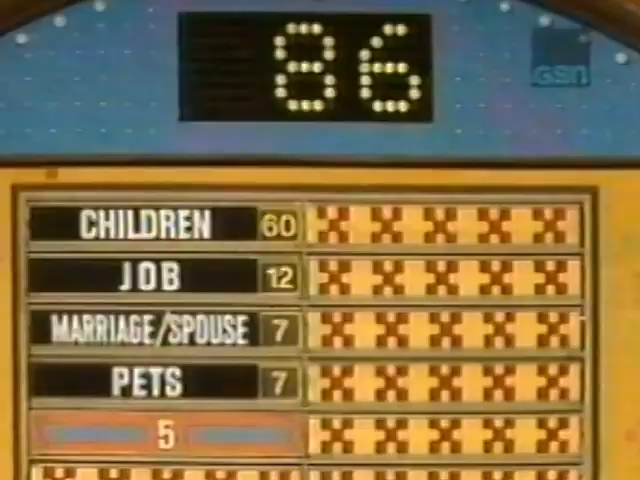 86
GSN
CHILDREN 60
JOB 12
MARRIAGE/SPOUSE 7
PETS 7
5